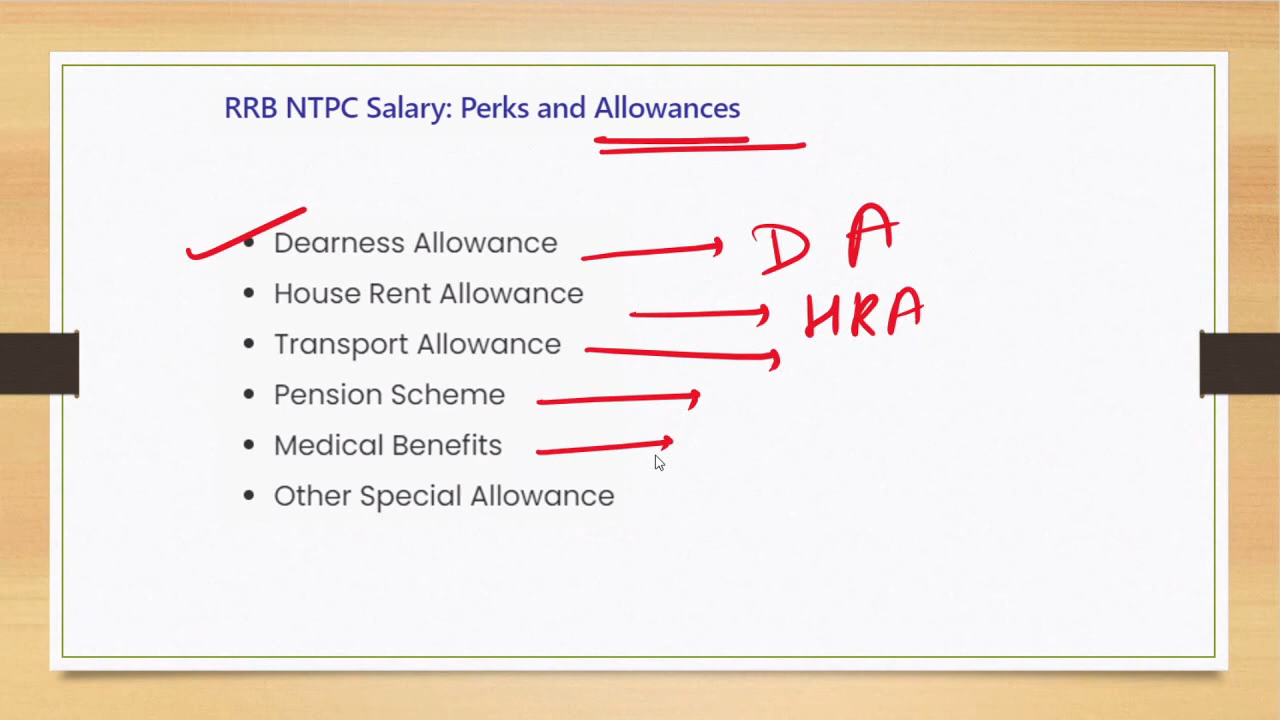 RRB NTPC Salary: Perks and Allowances
• Dearness Allowance → D A
• House Rent Allowance → HRA
• Transport Allowance →
• Pension Scheme →
• Medical Benefits →
• Other Special Allowance